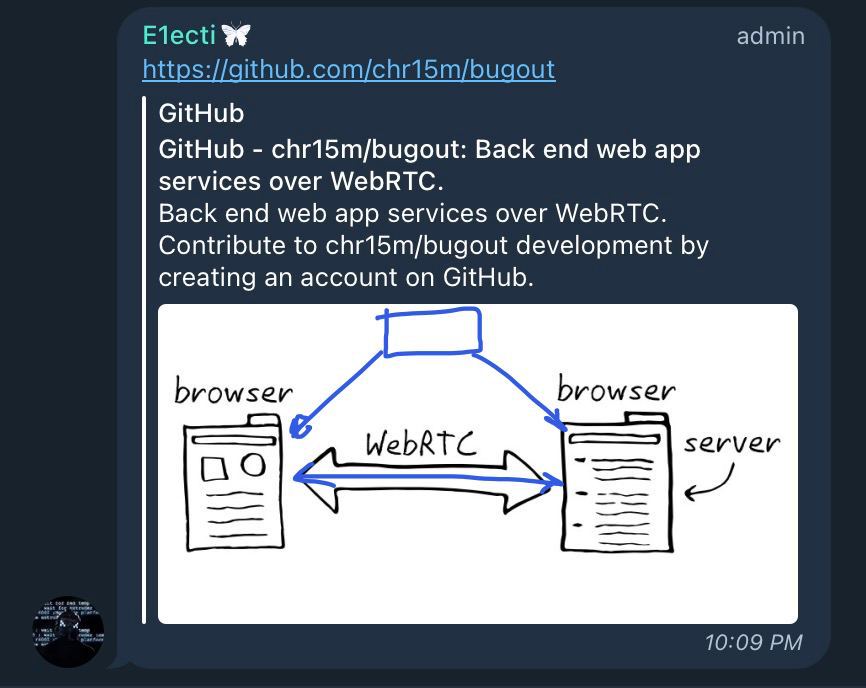 E1ecti
admin
https://github.com/chr15m/bugout
GitHub
GitHub - chr15m/bugout: Back end web app
services over WebRTC.
Back end web app services over WebRTC.
Contribute to chr15m/bugout development by
creating an account on GitHub.
browser
browser
WebRTC
server
10:09 PM